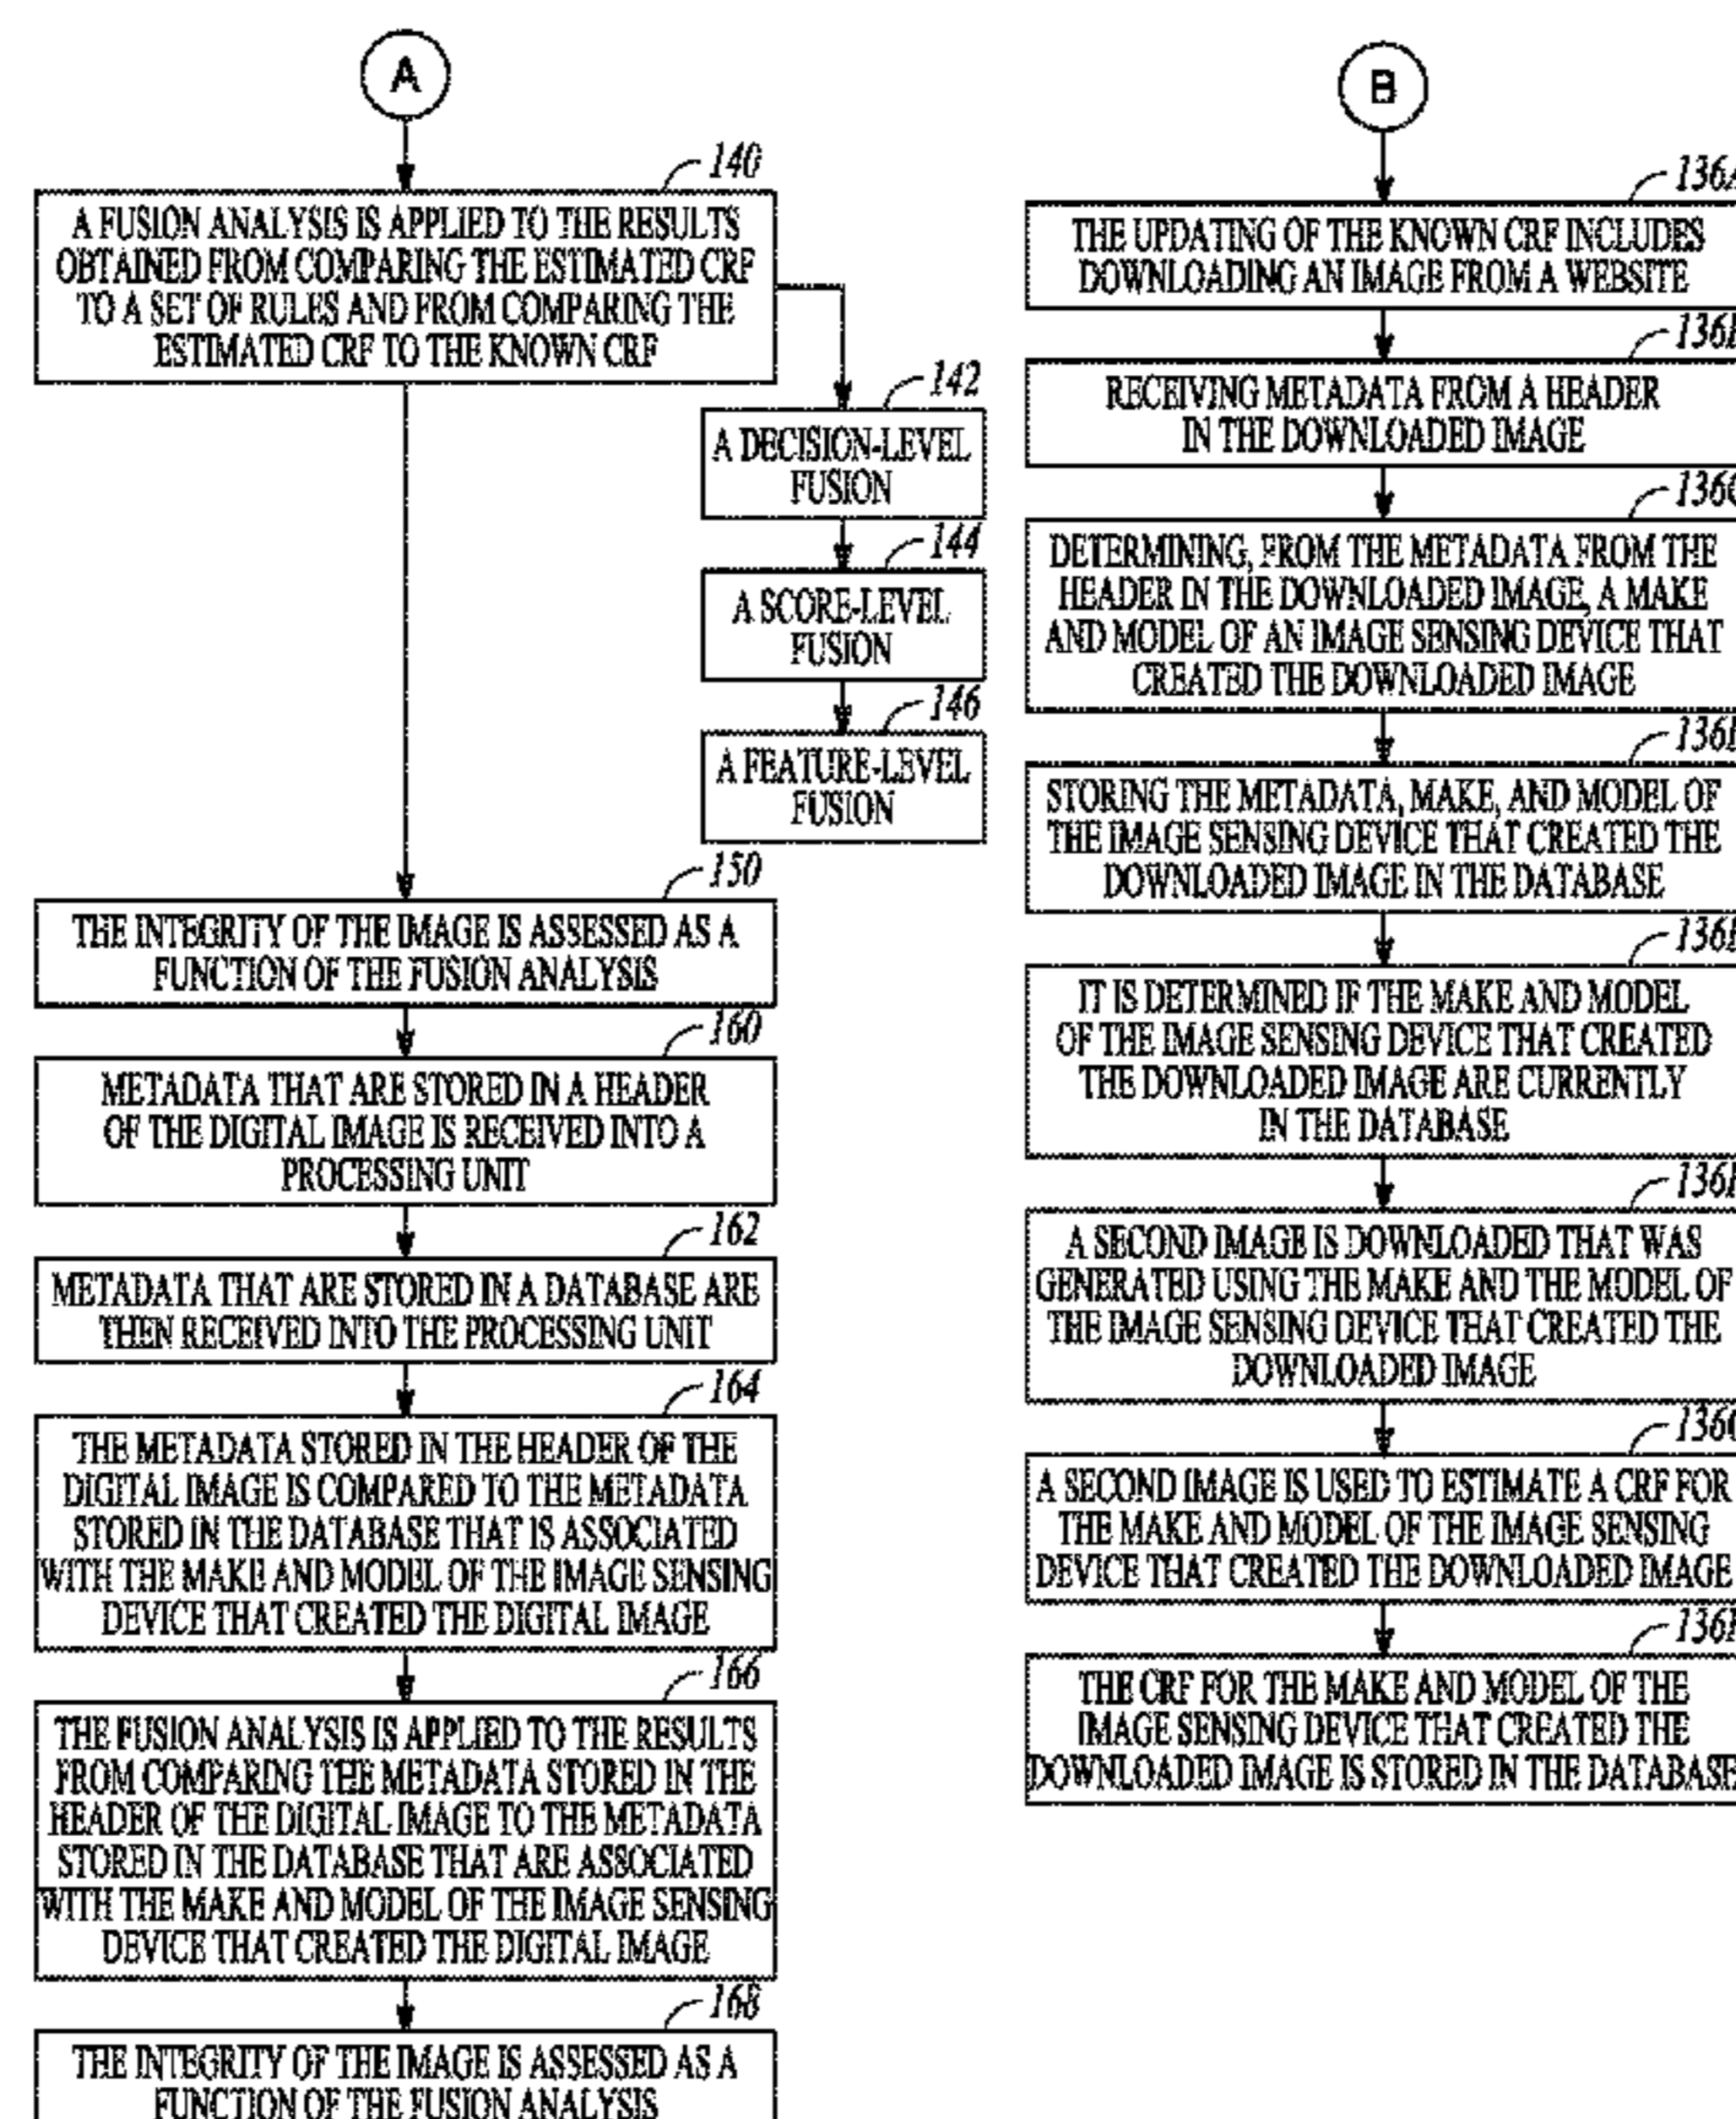 A
140
A FUSION ANALYSIS IS APPLIED TO THE RESULTS
OBTAINED FROM COMPARING THE ESTIMATED CRF
TO A SET OF RULES AND FROM COMPARING THE
ESTIMATED CRF TO THE KNOWN CRF
142
A DECISION-LEVEL
FUSION
144
A SCORE-LEVEL
FUSION
146
A FEATURE-LEVEL
FUSION
150
THE INTEGRITY OF THE IMAGE IS ASSESSED AS A
FUNCTION OF THE FUSION ANALYSIS
160
METADATA THAT ARE STORED IN A HEADER
OF THE DIGITAL IMAGE IS RECEIVED INTO A
PROCESSING UNIT
162
METADATA THAT ARE STORED IN A DATABASE ARE
THEN RECEIVED INTO THE PROCESSING UNIT
164
THE METADATA STORED IN THE HEADER OF THE
DIGITAL IMAGE IS COMPARED TO THE METADATA
STORED IN THE DATABASE THAT IS ASSOCIATED
WITH THE MAKE AND MODEL OF THE IMAGE SENSING
DEVICE THAT CREATED THE DIGITAL IMAGE
166
THE FUSION ANALYSIS IS APPLIED TO THE RESULTS
FROM COMPARING THE METADATA STORED IN THE
HEADER OF THE DIGITAL IMAGE TO THE METADATA
STORED IN THE DATABASE THAT ARE ASSOCIATED
WITH THE MAKE AND MODEL OF THE IMAGE SENSING
DEVICE THAT CREATED THE DIGITAL IMAGE
168
THE INTEGRITY OF THE IMAGE IS ASSESSED AS A
FUNCTION OF THE FUSION ANALYSIS
B
136A
THE UPDATING OF THE KNOWN CRF INCLUDES
DOWNLOADING AN IMAGE FROM A WEBSITE
RECEIVING METADATA FROM A HEADER
IN THE DOWNLOADED IMAGE
DETERMINING, FROM THE METADATA FROM THE
HEADER IN THE DOWNLOADED IMAGE, A MAKE
AND MODEL OF AN IMAGE SENSING DEVICE THAT
CREATED THE DOWNLOADED IMAGE
STORING THE METADATA, MAKE, AND MODEL OF
THE IMAGE SENSING DEVICE THAT CREATED THE
DOWNLOADED IMAGE IN THE DATABASE
IT IS DETERMINED IF THE MAKE AND MODEL
OF THE IMAGE SENSING DEVICE THAT CREATED
THE DOWNLOADED IMAGE ARE CURRENTLY
IN THE DATABASE
A SECOND IMAGE IS DOWNLOADED THAT WAS
GENERATED USING THE MAKE AND THE MODEL OF
THE IMAGE SENSING DEVICE THAT CREATED THE
DOWNLOADED IMAGE
A SECOND IMAGE IS USED TO ESTIMATE A CRF FOR
THE MAKE AND MODEL OF THE IMAGE SENSING
DEVICE THAT CREATED THE DOWNLOADED IMAGE
THE CRF FOR THE MAKE AND MODEL OF THE
IMAGE SENSING DEVICE THAT CREATED THE
DOWNLOADED IMAGE IS STORED IN THE DATABASE